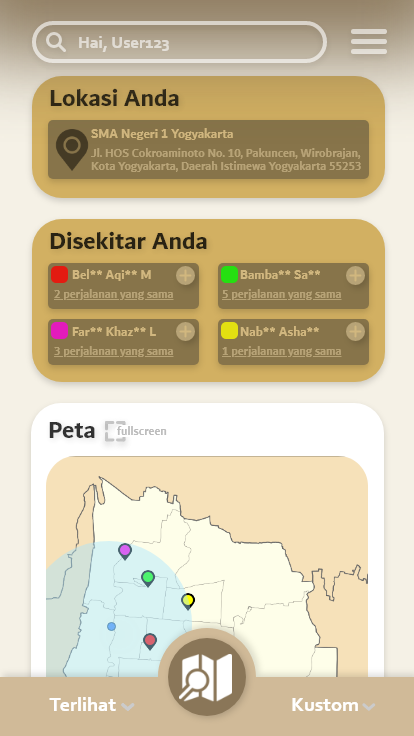 Hai, User123
Lokasi Anda
SMA Negeri 1 Yogyakarta
Jl. HOS Cokroaminoto No. 10, Pakuncen, Wirobrajan,
Kota Yogyakarta, Daerah Istimewa Yogyakarta 55253
Disekitar Anda
Bel** Aqi** M
2 perjalanan yang sama
Bamba** Sa**
5 perjalanan yang sama
Far** Khaz** L
3 perjalanan yang sama
Nab** Asha**
1 perjalanan yang sama
Peta
fullscreen
Terlihat
Kustom